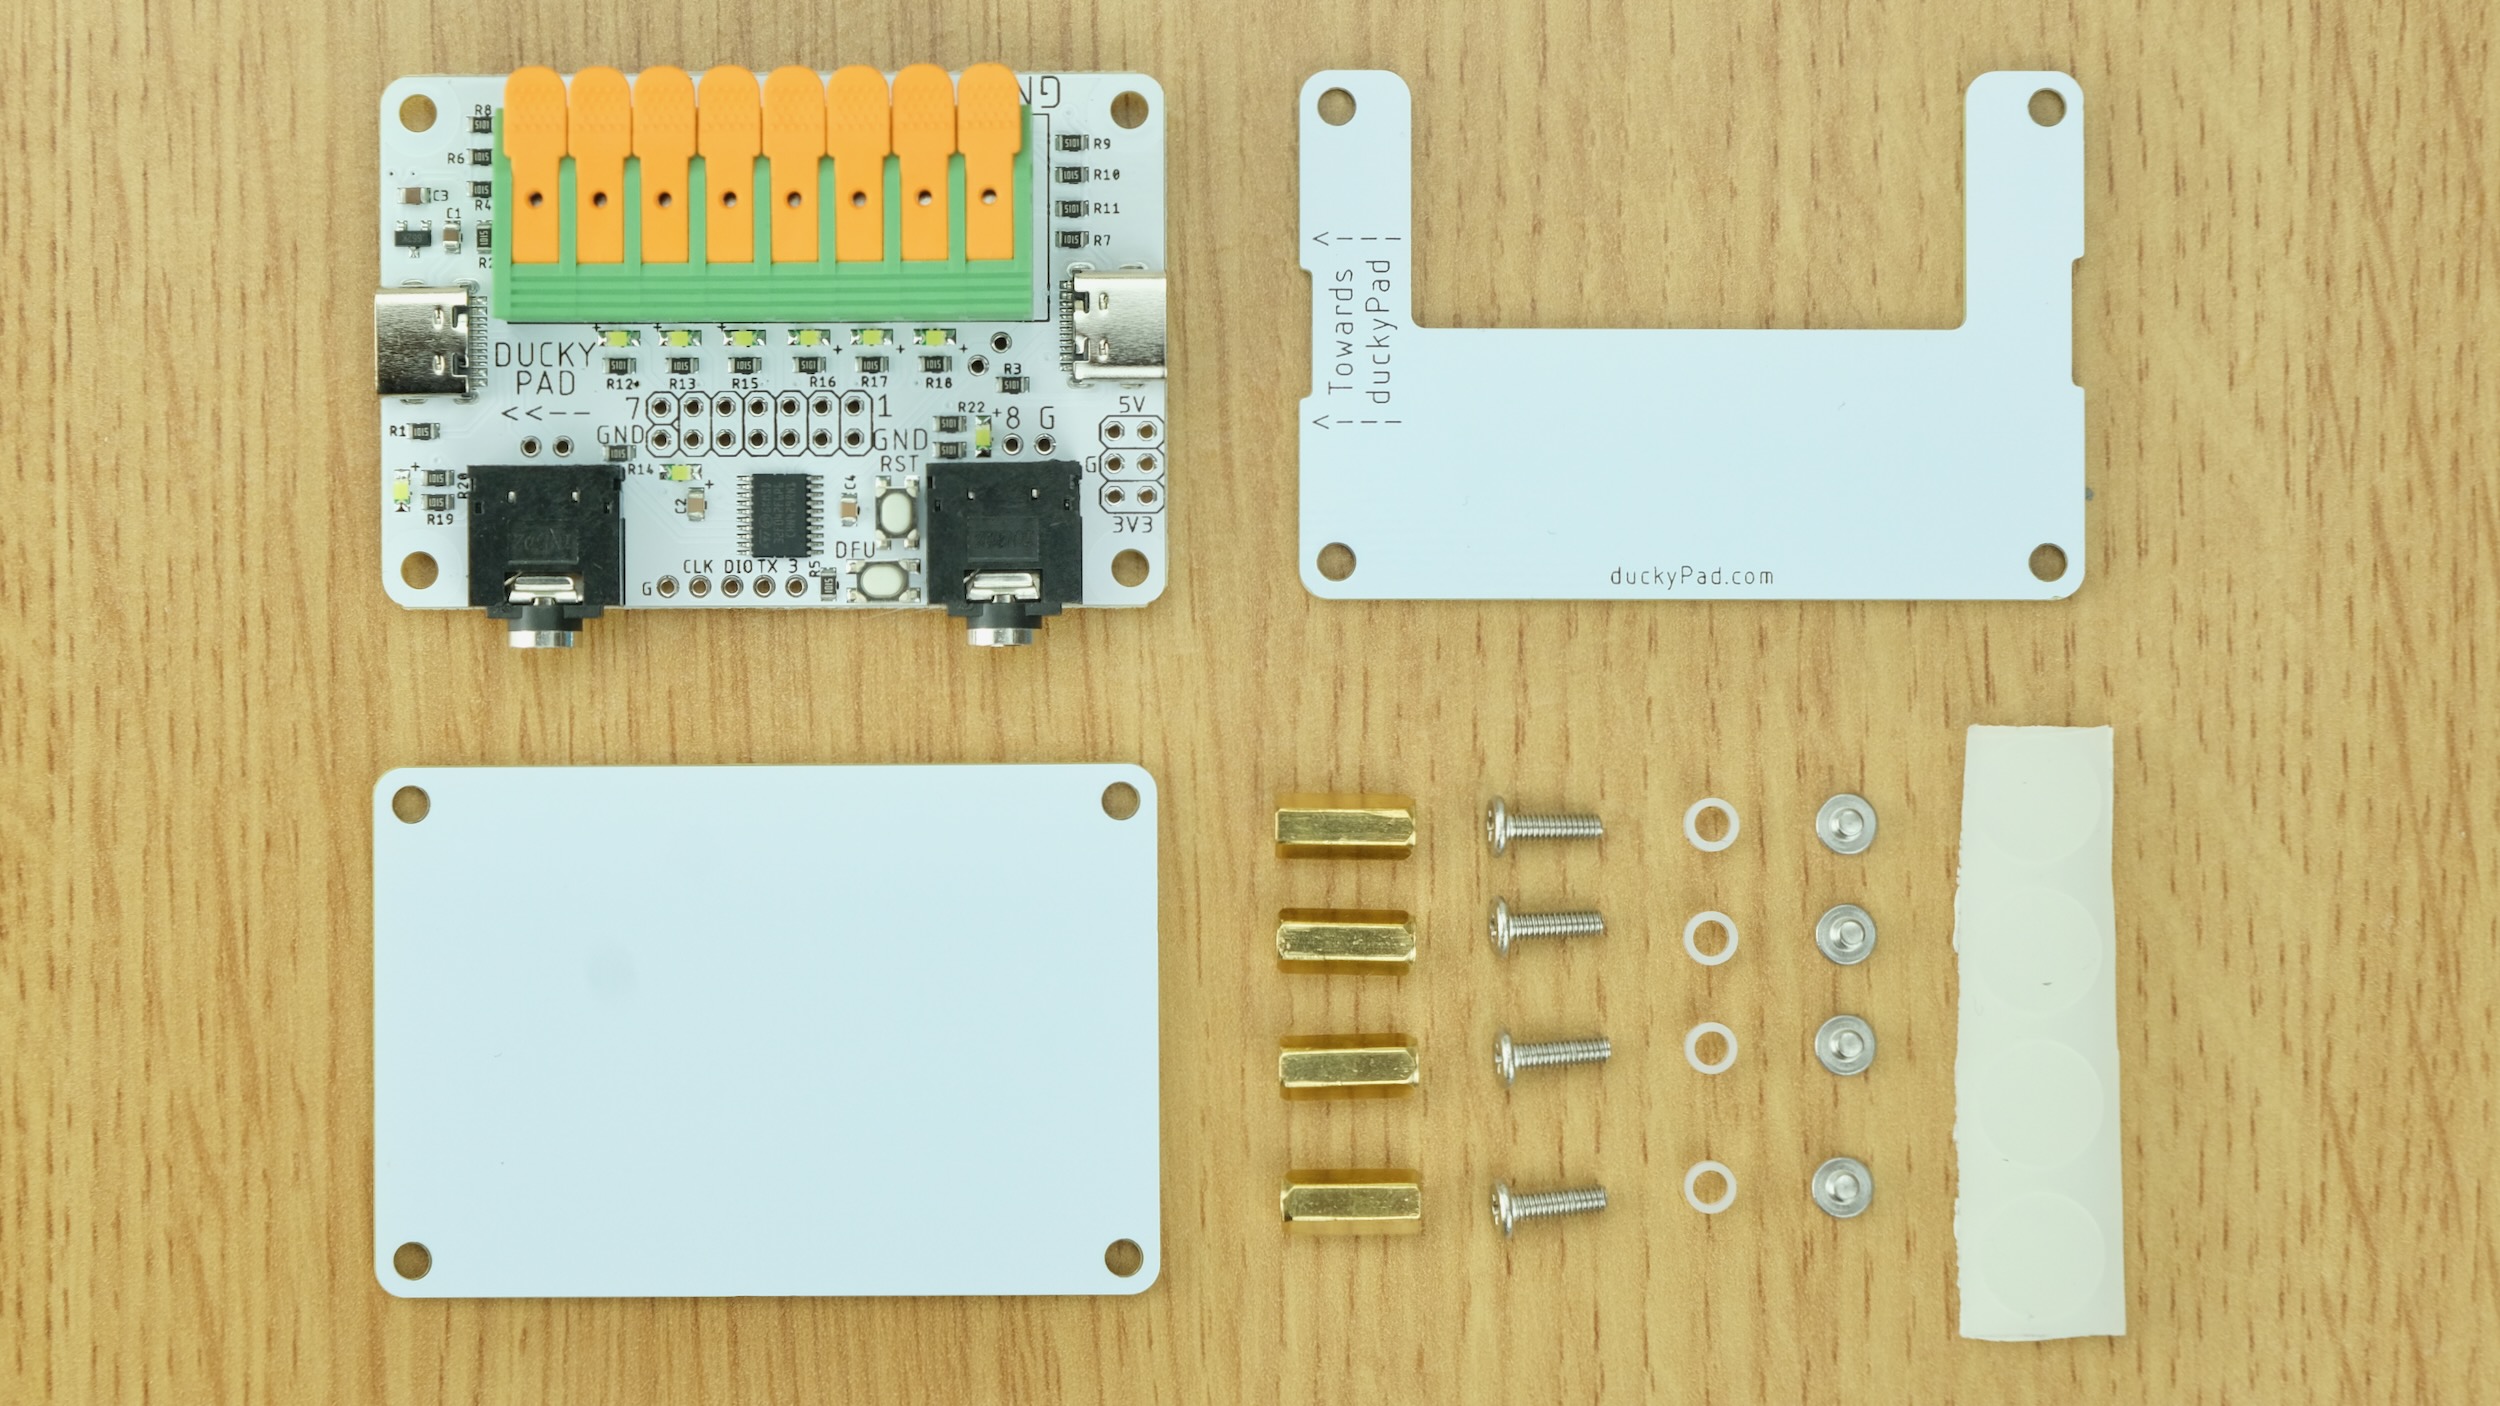 GN
R8
R6
R4
C3
C1
R9
R10
R11
R7
DUCKY
PAD
<<--
R12
R13
R15
R16
R17
R18
R3
7
1
GND
GND
R22
8 G
5V
G
3V3
R1
R14
RST
R20
R19
C2
C4
DFU
CLK DIO TX 3
G
R5
Towards
duckyPad
duckyPad.com